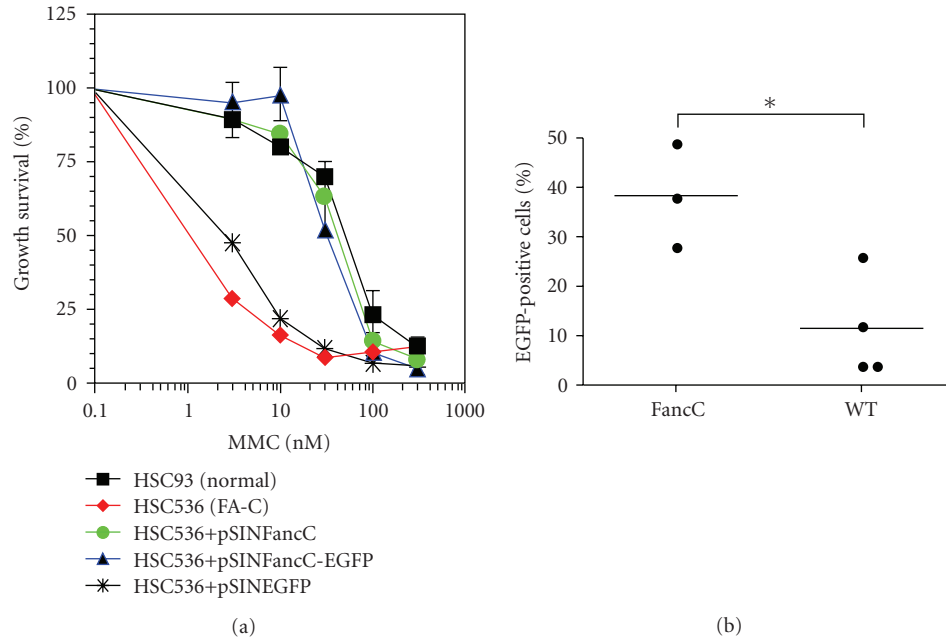 125
100
75
50
25
0
Growth survival (%)
0.1 1 10 100 1000
MMC (nM)
HSC93 (normal)
HSC536 (FA-C)
HSC536+pSINFancC
HSC536+pSINFancC-EGFP
HSC536+pSINEGFP
(a)
*
50
40
30
20
10
0
EGFP-positive cells (%)
FancC WT
(b)